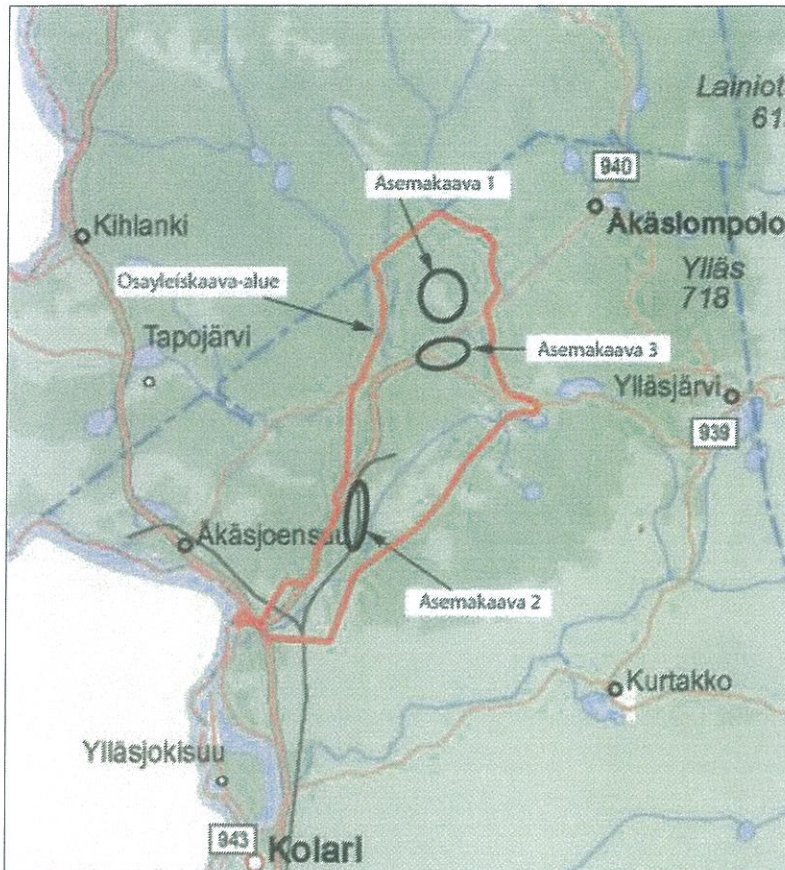 Lainiot
61
940
Asemakaava 1
Äkäslompolo
Kihlanki
Ylläs
718
Osayleiskaava-alue
Tapojärvi
Asemakaava 3
Ylläsjärvi
939
Äkäsjoensuu
Asemakaava 2
Kurtakko
Ylläsjokisuu
943
Kolari